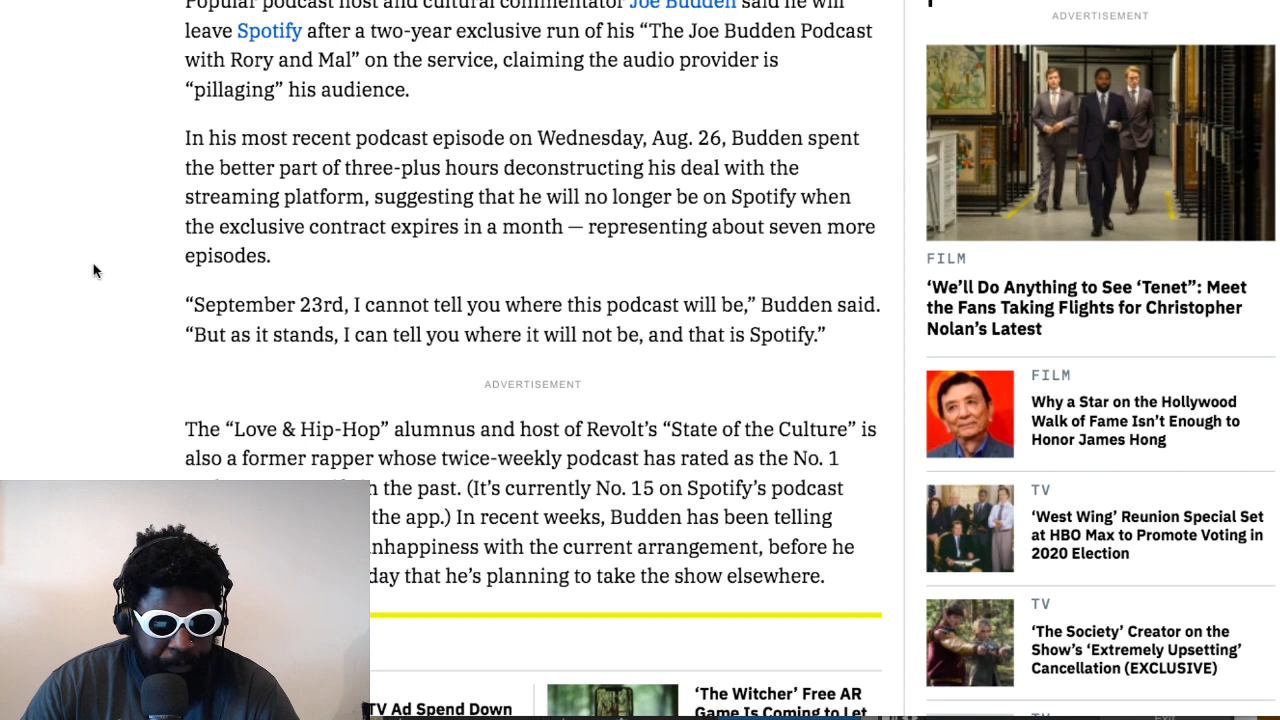 Popular podcast host and cultural commentator Joe Budden said he will
leave Spotify after a two-year exclusive run of his “The Joe Budden Podcast
with Rory and Mal” on the service, claiming the audio provider is
“pillaging” his audience.
In his most recent podcast episode on Wednesday, Aug. 26, Budden spent
the better part of three-plus hours deconstructing his deal with the
streaming platform, suggesting that he will no longer be on Spotify when
the exclusive contract expires in a month — representing about seven more
episodes.
“September 23rd, I cannot tell you where this podcast will be,” Budden said.
“But as it stands, I can tell you where it will not be, and that is Spotify.”
ADVERTISEMENT
The “Love & Hip-Hop” alumnus and host of Revolt’s “State of the Culture” is
also a former rapper whose twice-weekly podcast has rated as the No. 1
in the past. (It’s currently No. 15 on Spotify’s podcast
the app.) In recent weeks, Budden has been telling
unhappiness with the current arrangement, before he
day that he’s planning to take the show elsewhere.
TV Ad Spend Down
‘The Witcher’ Free AR
Game Is Coming to Let
ADVERTISEMENT
FILM
‘We’ll Do Anything to See ‘Tenet”: Meet
the Fans Taking Flights for Christopher
Nolan’s Latest
FILM
Why a Star on the Hollywood
Walk of Fame Isn’t Enough to
Honor James Hong
TV
‘West Wing’ Reunion Special Set
at HBO Max to Promote Voting in
2020 Election
TV
‘The Society’ Creator on the
Show’s ‘Extremely Upsetting’
Cancellation (EXCLUSIVE)
TV